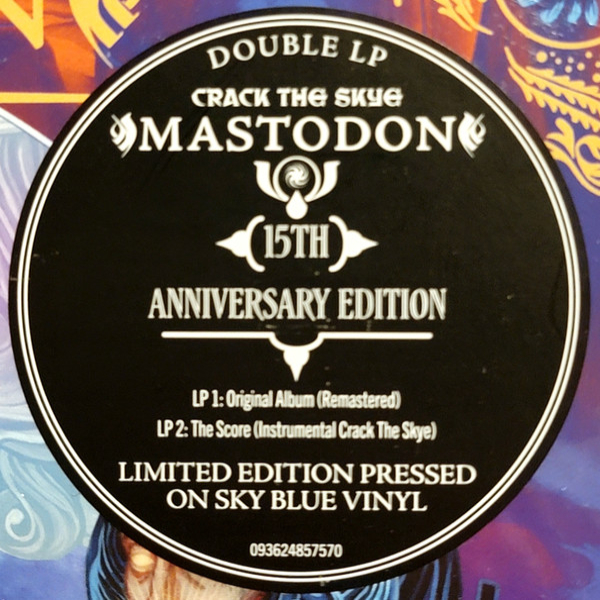 DOUBLE LP
CRACK THE SKYE
MASTODON
15TH
ANNIVERSARY EDITION
LP 1: Original Album (Remastered)
LP 2: The Score (Instrumental Crack The Skye)
LIMITED EDITION PRESSED
ON SKY BLUE VINYL
093624857570